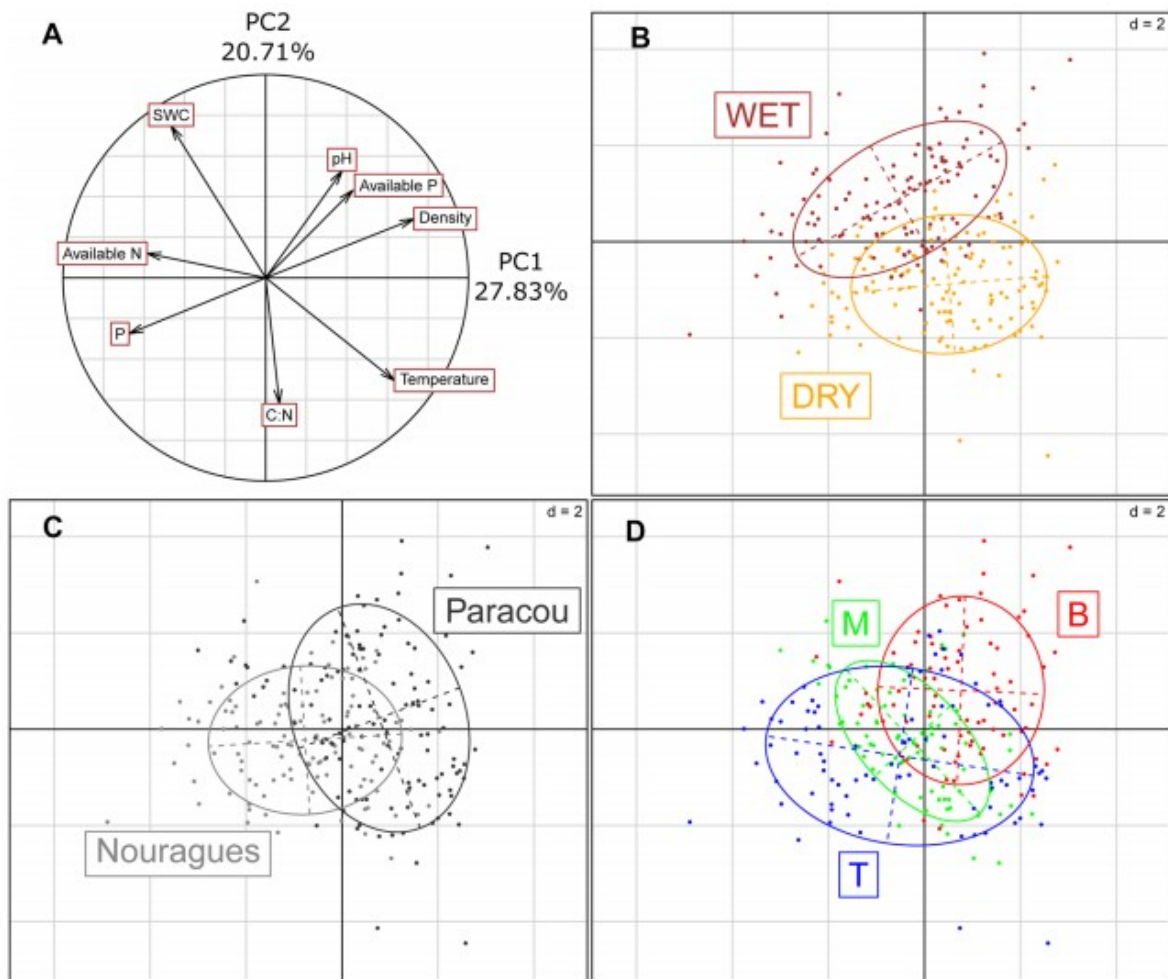 A
PC2
20.71%
SWC
pH
Available P
Density
Available N
PC1
27.83%
P
Temperature
C:N
B
d = 2
WET
DRY
C
d = 2
Paracou
Nouragues
D
d = 2
M
B
T